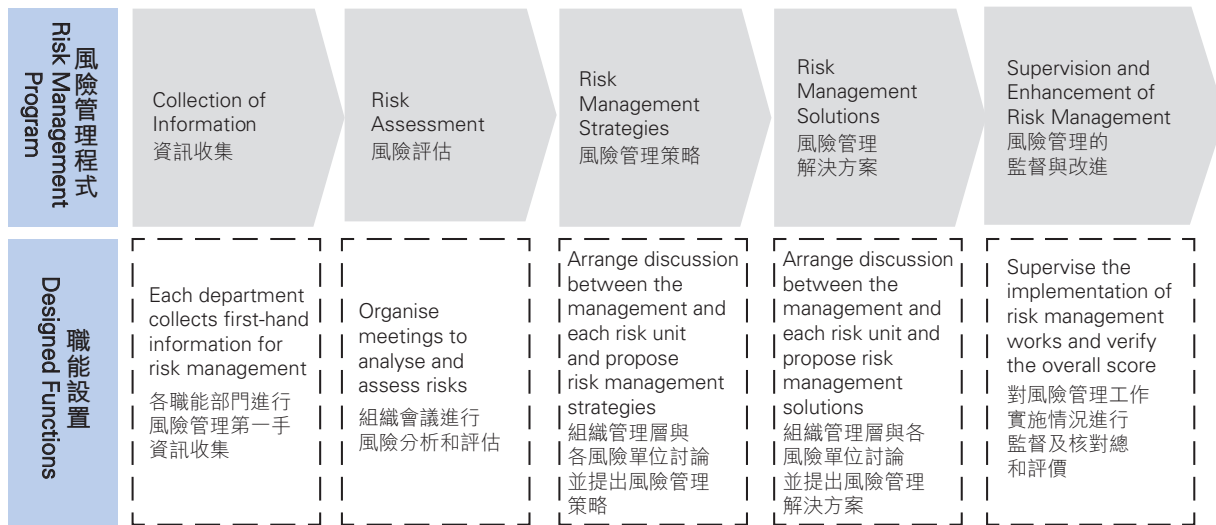 風險管理程式
Risk Management
Program
Collection of
Information
資訊收集
Risk
Assessment
風險評估
Risk
Management
Strategies
風險管理策略
Risk
Management
Solutions
風險管理
解決方案
Supervision and
Enhancement of
Risk Management
風險管理的
監督與改進
職能設置
Designed Functions
Each department
collects first-hand
information for
risk management
各職能部門進行
風險管理第一手
資訊收集
Organise
meetings to
analyse and
assess risks
組織會議進行
風險分析和評估
Arrange discussion
between the
management and
each risk unit
and propose
risk management
strategies
組織管理層與
各風險單位討論
並提出風險管理
策略
Arrange discussion
between the
management and
each risk unit and
propose risk
management
solutions
組織管理層與各
風險單位討論
並提出風險管理
解決方案
Supervise the
implementation of
risk management
works and verify
the overall score
對風險管理工作
實施情況進行
監督及核對總
和評價